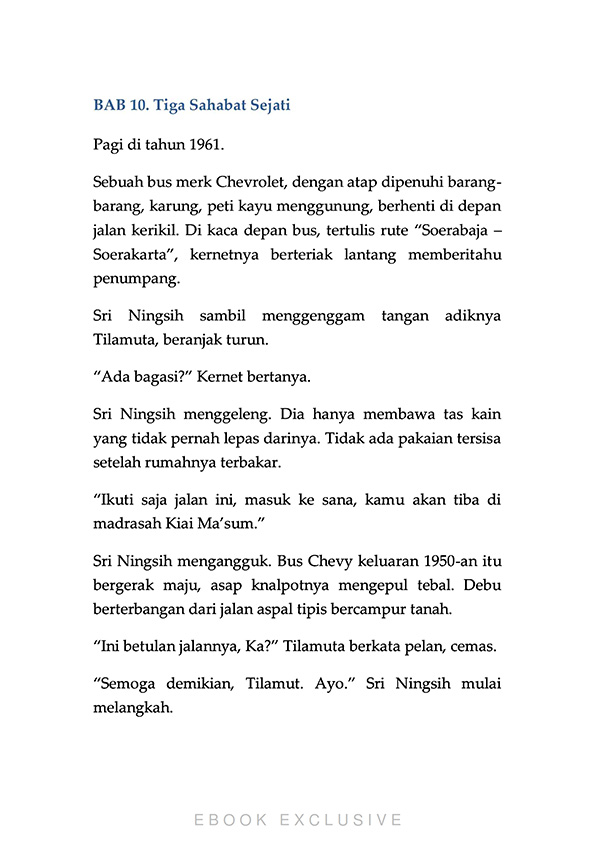 BAB 10. Tiga Sahabat Sejati
Pagi di tahun 1961.
Sebuah bus merk Chevrolet, dengan atap dipenuhi barang-
barang, karung, peti kayu menggunung, berhenti di depan
jalan kerikil. Di kaca depan bus, tertulis rute “Soerabaja –
Soerakarta”, kernetnya berteriak lantang memberitahu
penumpang.
Sri Ningsih sambil menggenggam tangan adiknya
Tilamuta, beranjak turun.
“Ada bagasi?” Kernet bertanya.
Sri Ningsih menggeleng. Dia hanya membawa tas kain
yang tidak pernah lepas darinya. Tidak ada pakaian tersisa
setelah rumahnya terbakar.
“Ikuti saja jalan ini, masuk ke sana, kamu akan tiba di
madrasah Kiai Ma’sum.”
Sri Ningsih mengangguk. Bus Chevy keluaran 1950-an itu
bergerak maju, asap knalpotnya mengepul tebal. Debu
berterbangan dari jalan aspal tipis bercampur tanah.
“Ini betulan jalannya, Ka?” Tilamuta berkata pelan, cemas.
“Semoga demikian, Tilamut. Ayo.” Sri Ningsih mulai
melangkah.
EBOOK EXCLUSIVE